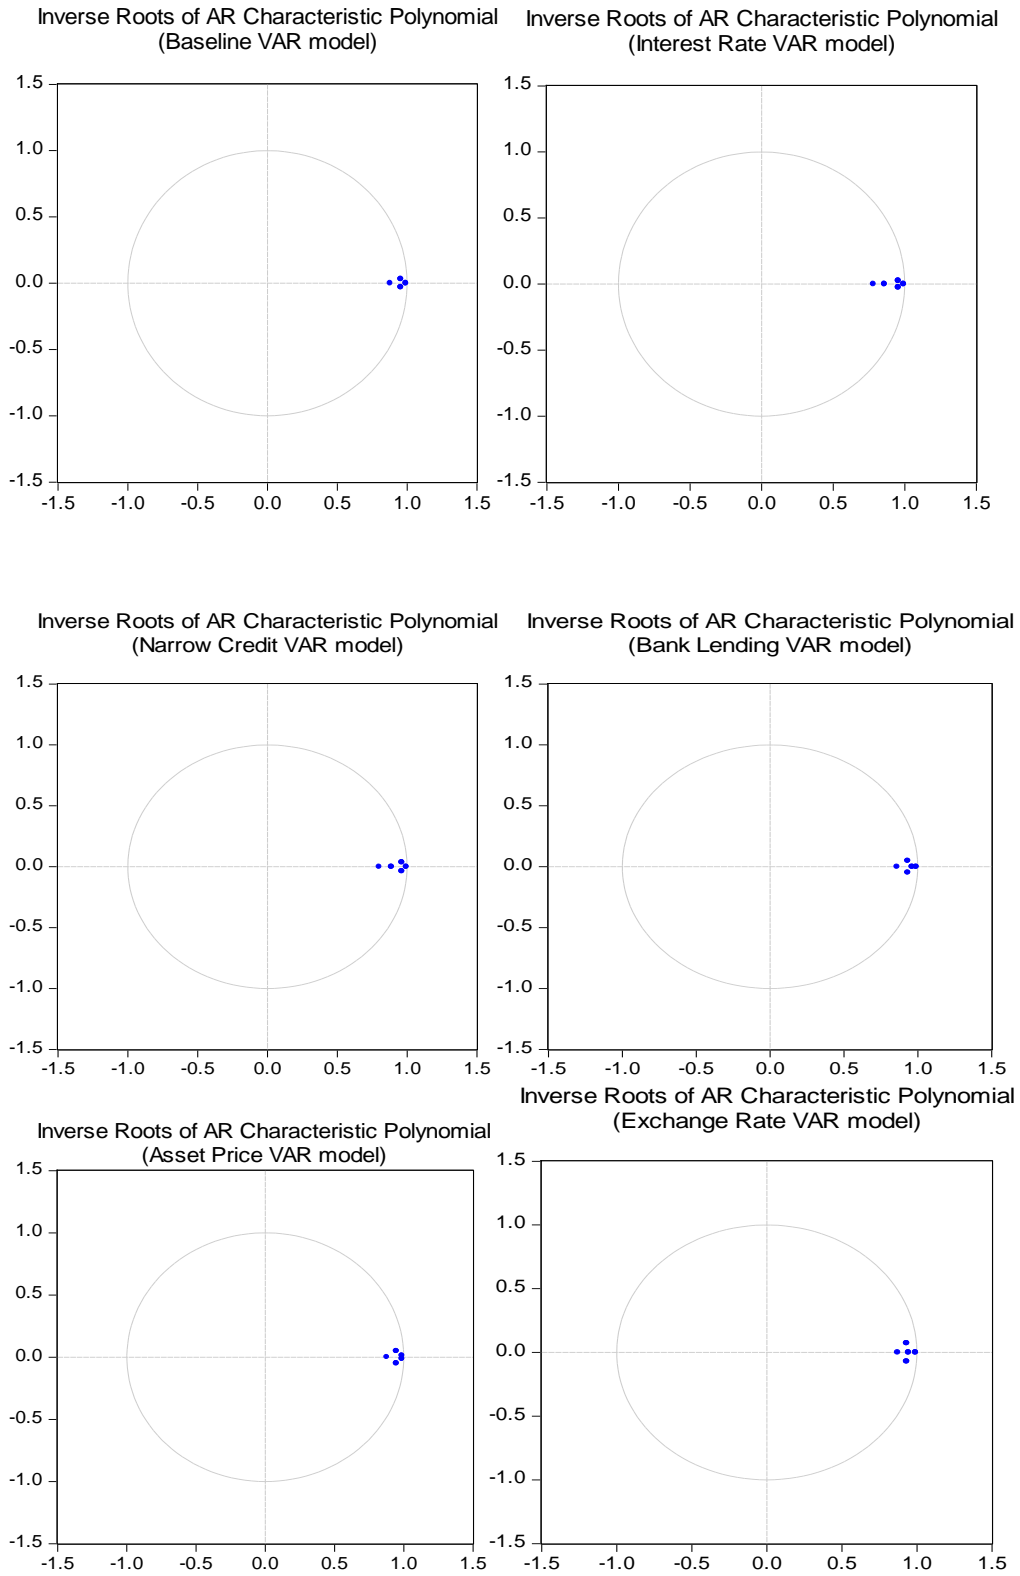 Inverse Roots of AR Characteristic Polynomial
(Baseline VAR model)
1.5
1.0
0.5
0.0
-0.5
-1.0
-1.5
-1.5 -1.0 -0.5 0.0 0.5 1.0 1.5
Inverse Roots of AR Characteristic Polynomial
(Interest Rate VAR model)
1.5
1.0
0.5
0.0
-0.5
-1.0
-1.5
-1.5 -1.0 -0.5 0.0 0.5 1.0 1.5
Inverse Roots of AR Characteristic Polynomial
(Narrow Credit VAR model)
1.5
1.0
0.5
0.0
-0.5
-1.0
-1.5
-1.5 -1.0 -0.5 0.0 0.5 1.0 1.5
Inverse Roots of AR Characteristic Polynomial
(Bank Lending VAR model)
1.5
1.0
0.5
0.0
-0.5
-1.0
-1.5
-1.5 -1.0 -0.5 0.0 0.5 1.0 1.5
Inverse Roots of AR Characteristic Polynomial
(Asset Price VAR model)
1.5
1.0
0.5
0.0
-0.5
-1.0
-1.5
-1.5 -1.0 -0.5 0.0 0.5 1.0 1.5
Inverse Roots of AR Characteristic Polynomial
(Exchange Rate VAR model)
1.5
1.0
0.5
0.0
-0.5
-1.0
-1.5
-1.5 -1.0 -0.5 0.0 0.5 1.0 1.5